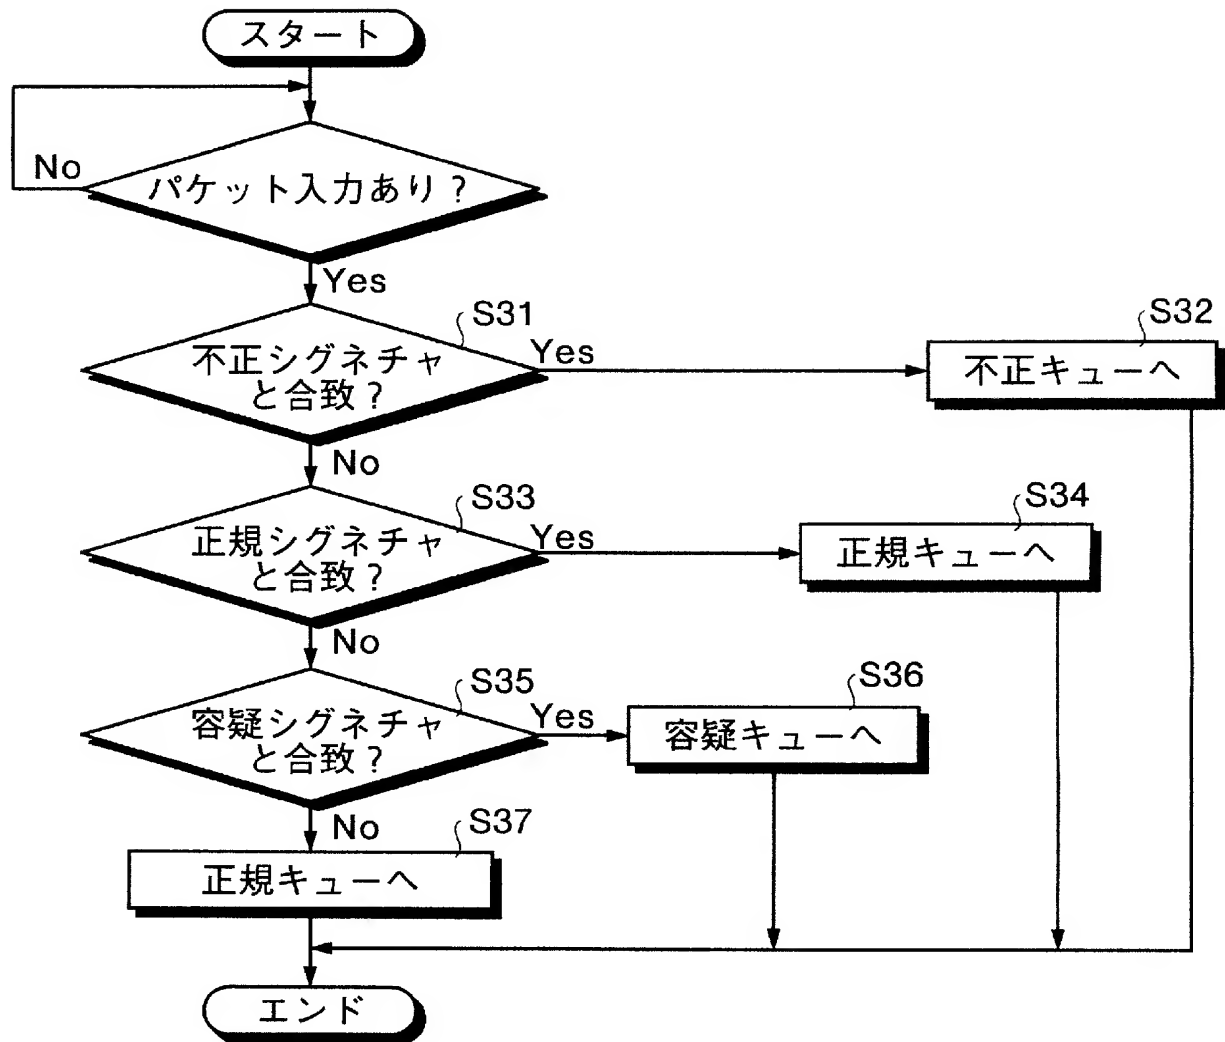 スタート
No
パケット入力あり？
Yes
S31
不正シグネチャ
と合致？
Yes
S32
不正キューへ
No
S33
正規シグネチャ
と合致？
Yes
S34
正規キューへ
No
S35
容疑シグネチャ
と合致？
Yes
S36
容疑キューへ
No
S37
正規キューへ
エンド